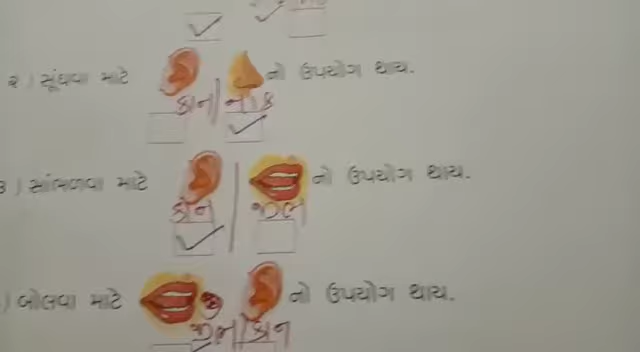 ૨) સૂંઘવા માટે નો ઉપયોગ થાય.
કાન/નાક
૩) સાંભળવા માટે નો ઉપયોગ થાય.
કાન જીભ
) બોલવા માટે નો ઉપયોગ થાય.
જીભ/કાન